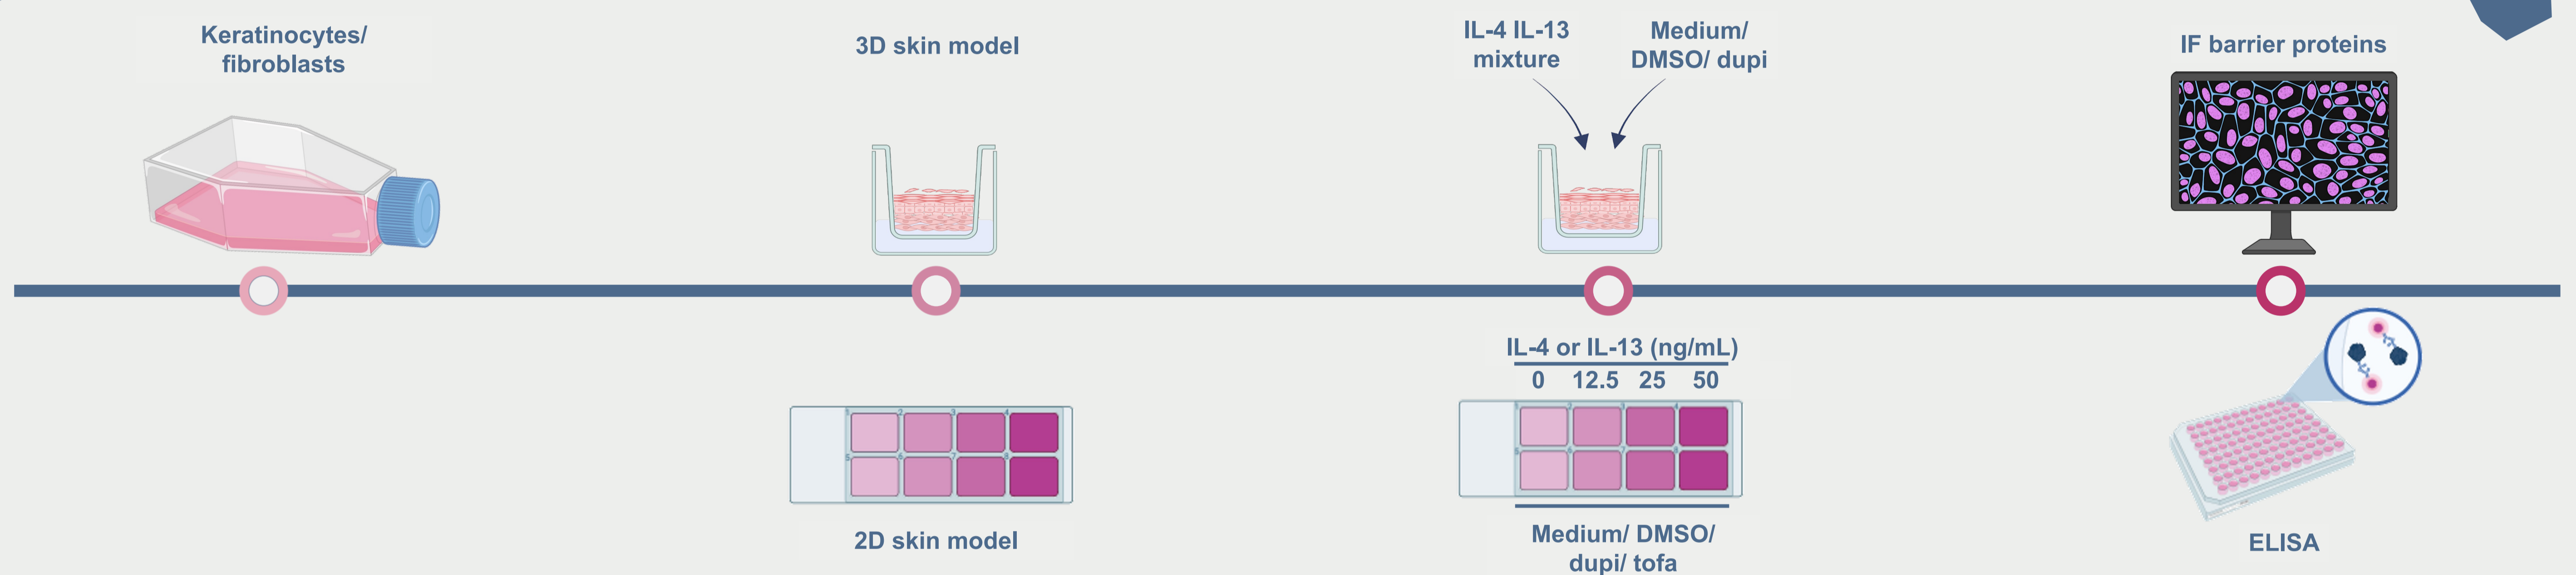 Keratinocytes/
fibroblasts
3D skin model
IL-4 IL-13
mixture
Medium/
DMSO/ dupi
IF barrier proteins
2D skin model
IL-4 or IL-13 (ng/mL)
0 12.5 25 50
Medium/ DMSO/
dupi/ tofa
ELISA